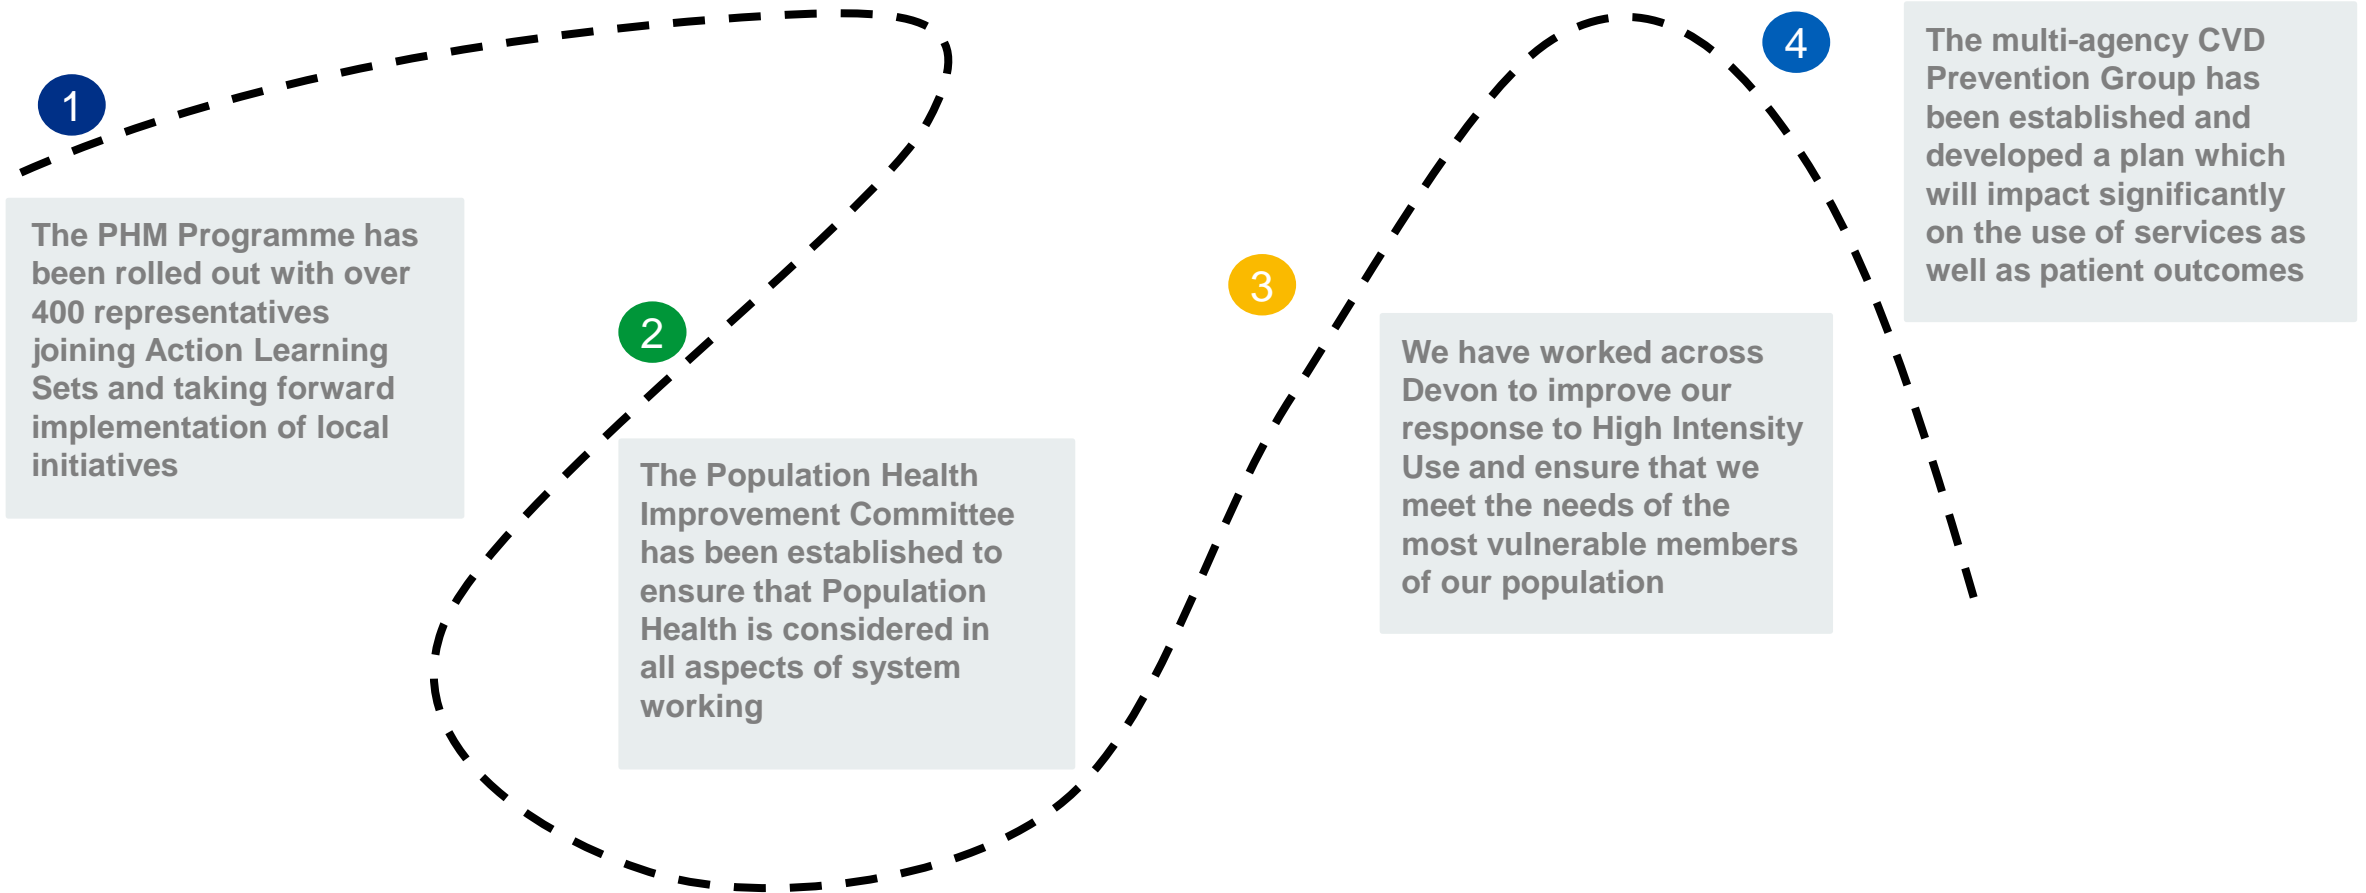 1
The PHM Programme has
been rolled out with over
400 representatives
joining Action Learning
Sets and taking forward
implementation of local
initiatives
2
The Population Health
Improvement Committee
has been established to
ensure that Population
Health is considered in
all aspects of system
working
3
We have worked across
Devon to improve our
response to High Intensity
Use and ensure that we
meet the needs of the
most vulnerable members
of our population
4
The multi-agency CVD
Prevention Group has
been established and
developed a plan which
will impact significantly
on the use of services as
well as patient outcomes